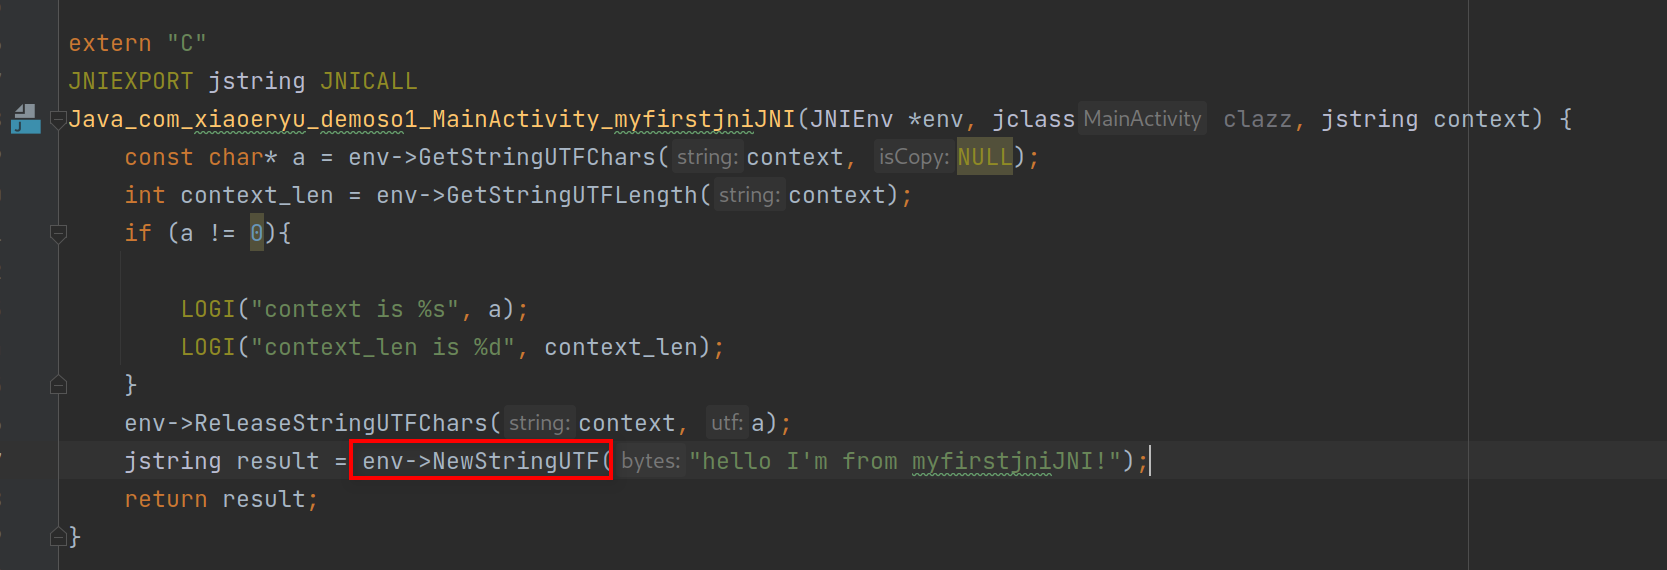 extern "C"
JNIEXPORT jstring JNICALL
Java_com_xiaoeryu_demoso1_MainActivity_myfirstjniJNI(JNIEnv *env, jclass MainActivity clazz, jstring context) {
const char* a = env->GetStringUTFChars( string: context, isCopy: NULL);
int context_len = env->GetStringUTFLength( string: context);
if (a != 0){
LOGI("context is %s", a);
LOGI("context_len is %d", context_len);
}
env->ReleaseStringUTFChars( string: context, utf: a);
jstring result = env->NewStringUTF( bytes: "hello I'm from myfirstjniJNI!");
return result;
}